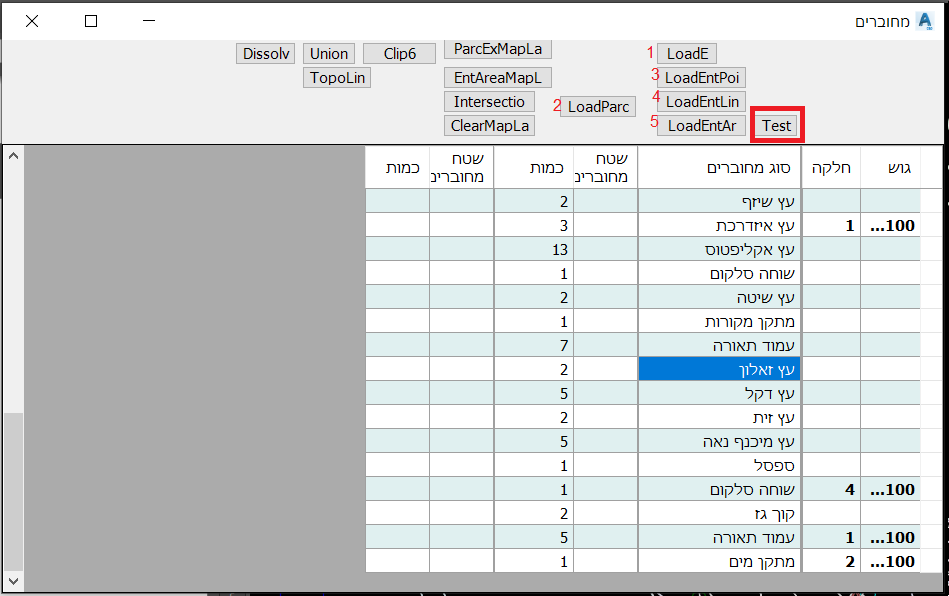 מחוברים
Dissolv Union Clip6 ParcExMapLa 1 LoadE
TopoLin EntAreaMapL 3 LoadEntPoi
Intersectio 2 LoadParc 4 LoadEntLin
ClearMapLa 5 LoadEntAr Test
גוש חלקה סוג מחוברים שטח מחוברים כמות שטח מחוברים כמות
עץ שיזף 2
...100 1 עץ איזדרכת 3
עץ אקליפטוס 13
שוחה סלקום 1
עץ שיטה 2
מתקן מקורות 1
עמוד תאורה 7
עץ זאלוך 2
עץ דקל 5
עץ זית 2
עץ מיכנף נאה 5
ספסל 1
...100 4 שוחה סלקום 1
קוך גז 2
...100 1 עמוד תאורה 5
...100 2 מתקן מים 1